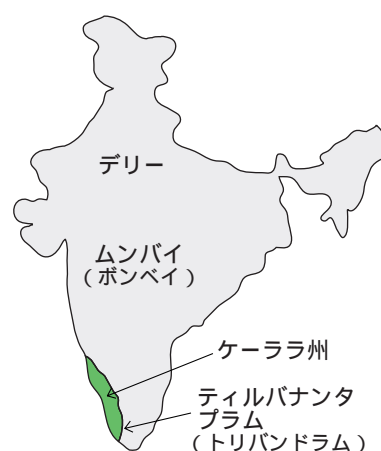 デリー
ムンバイ
（ボンベイ）
ケーララ州
ティルバナンタ
プラム
（トリバンドラム）